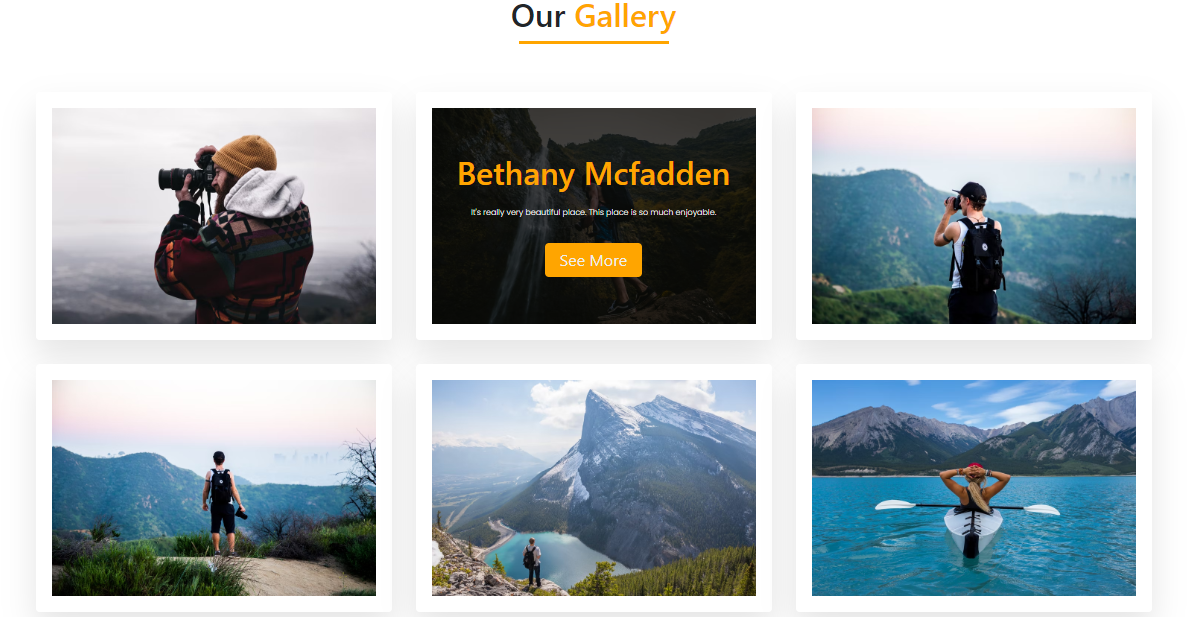 Our Gallery
Bethany Mcfadden
It's really very beautiful place. This place is so much enjoyable.
See More